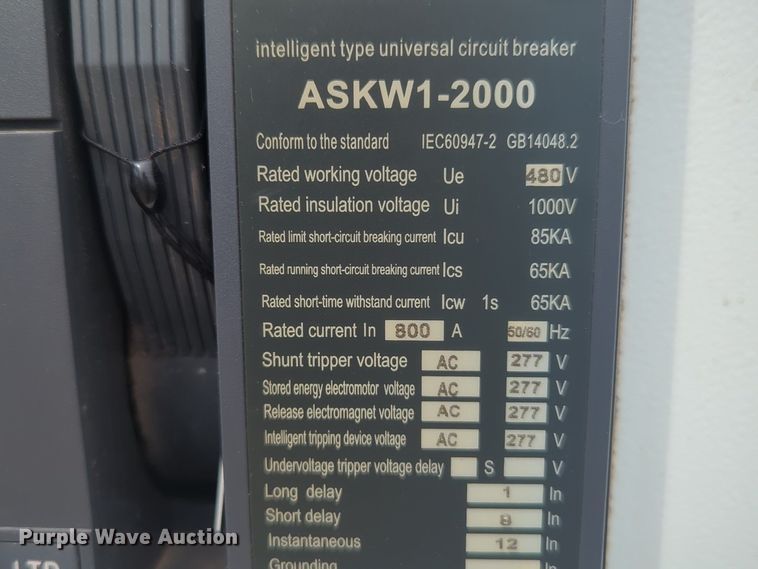 intelligent type universal circuit breaker
ASKW1-2000
Conform to the standard IEC60947-2 GB14048.2
Rated working voltage Ue 480 V
Rated insulation voltage Ui 1000V
Rated limit short-circuit breaking current Icu 85KA
Rated running short-circuit breaking current Ics 65KA
Rated short-time withstand current Icw 1s 65KA
Rated current In 800 A 50/60 Hz
Shunt tripper voltage AC 277 V
Stored energy electromotor voltage AC 277 V
Release electromagnet voltage AC 277 V
Intelligent tripping device voltage AC 277 V
Undervoltage tripper voltage delay S V
Long delay 1 In
Short delay 8 In
Instantaneous 12 In
Grounding In
Purple Wave Auction
LTD